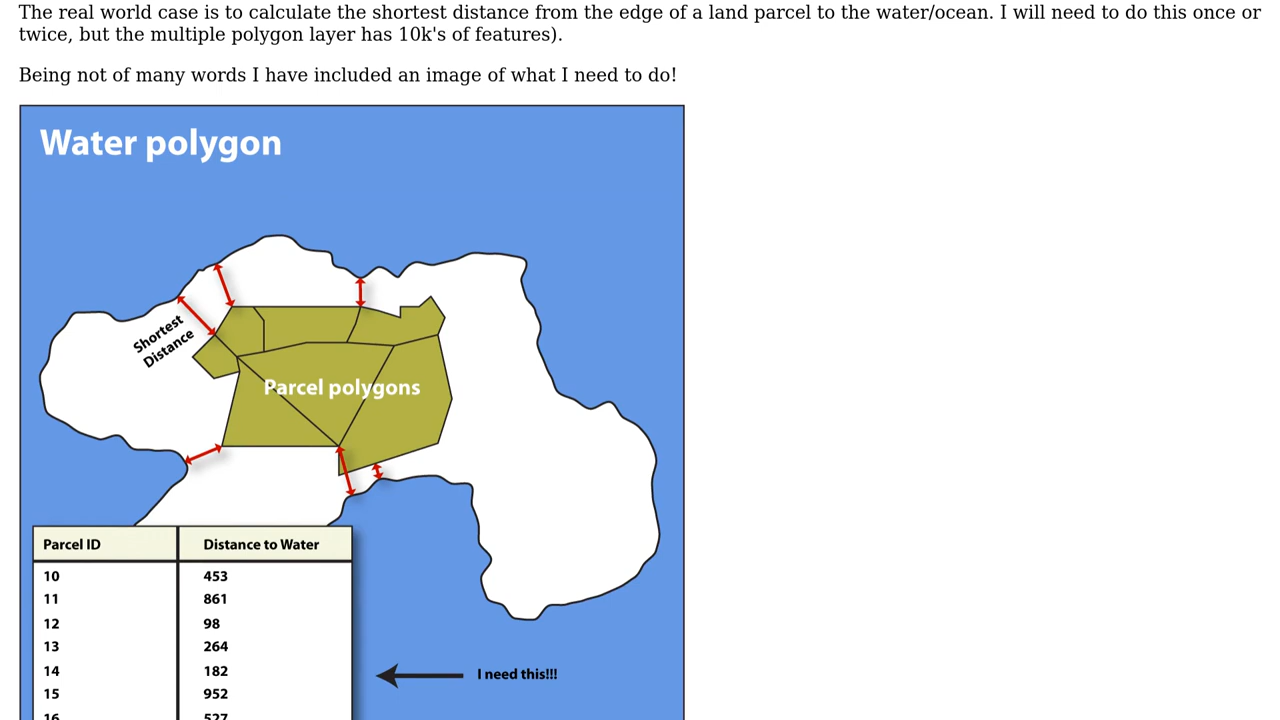 The real world case is to calculate the shortest distance from the edge of a land parcel to the water/ocean. I will need to do this once or
twice, but the multiple polygon layer has 10k's of features).
Being not of many words I have included an image of what I need to do!
Water polygon
Shortest
Distance
Parcel polygons
Parcel ID Distance to Water
10 453
11 861
12 98
13 264
14 182
I need this!!!
15 952
16 527